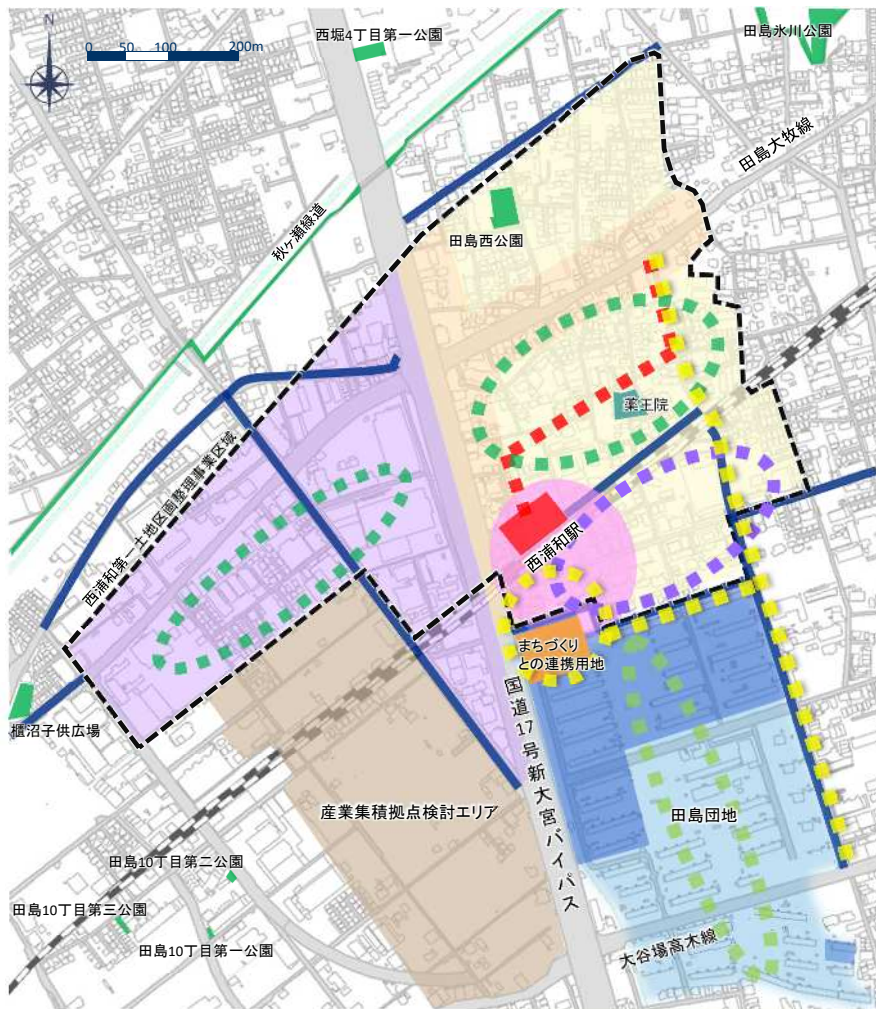 N
0 50 100 200m
西堀4丁目第一公園
田島氷川公園
田島大牧線
秋ヶ瀬緑道
田島西公園
薬王院
西浦和第一土地区画整理事業区域
西浦和駅
まちづくり
との連携用地
櫃沼子供広場
国道17号新大宮バイパス
産業集積拠点検討エリア
田島団地
田島10丁目第二公園
田島10丁目第三公園
田島10丁目第一公園
大谷場高木線